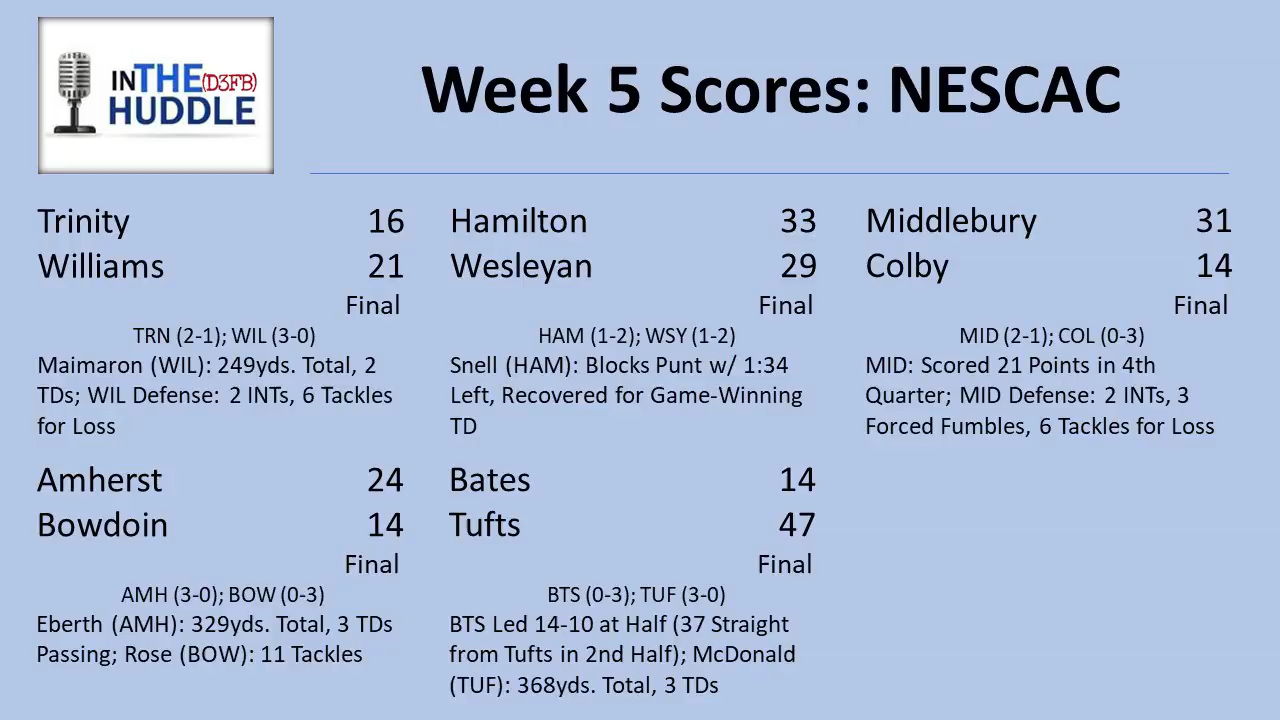 INTHE(D3FB)
HUDDLE
Week 5 Scores: NESCAC
Trinity 16
Williams 21
Final
TRN (2-1); WIL (3-0)
Maimaron (WIL): 249yds. Total, 2
TDs; WIL Defense: 2 INTs, 6 Tackles
for Loss
Hamilton 33
Wesleyan 29
Final
HAM (1-2); WSY (1-2)
Snell (HAM): Blocks Punt w/ 1:34
Left, Recovered for Game-Winning
TD
Middlebury 31
Colby 14
Final
MID (2-1); COL (0-3)
MID: Scored 21 Points in 4th
Quarter; MID Defense: 2 INTs, 3
Forced Fumbles, 6 Tackles for Loss
Amherst 24
Bowdoin 14
Final
AMH (3-0); BOW (0-3)
Eberth (AMH): 329yds. Total, 3 TDs
Passing; Rose (BOW): 11 Tackles
Bates 14
Tufts 47
Final
BTS (0-3); TUF (3-0)
BTS Led 14-10 at Half (37 Straight
from Tufts in 2nd Half); McDonald
(TUF): 368yds. Total, 3 TDs